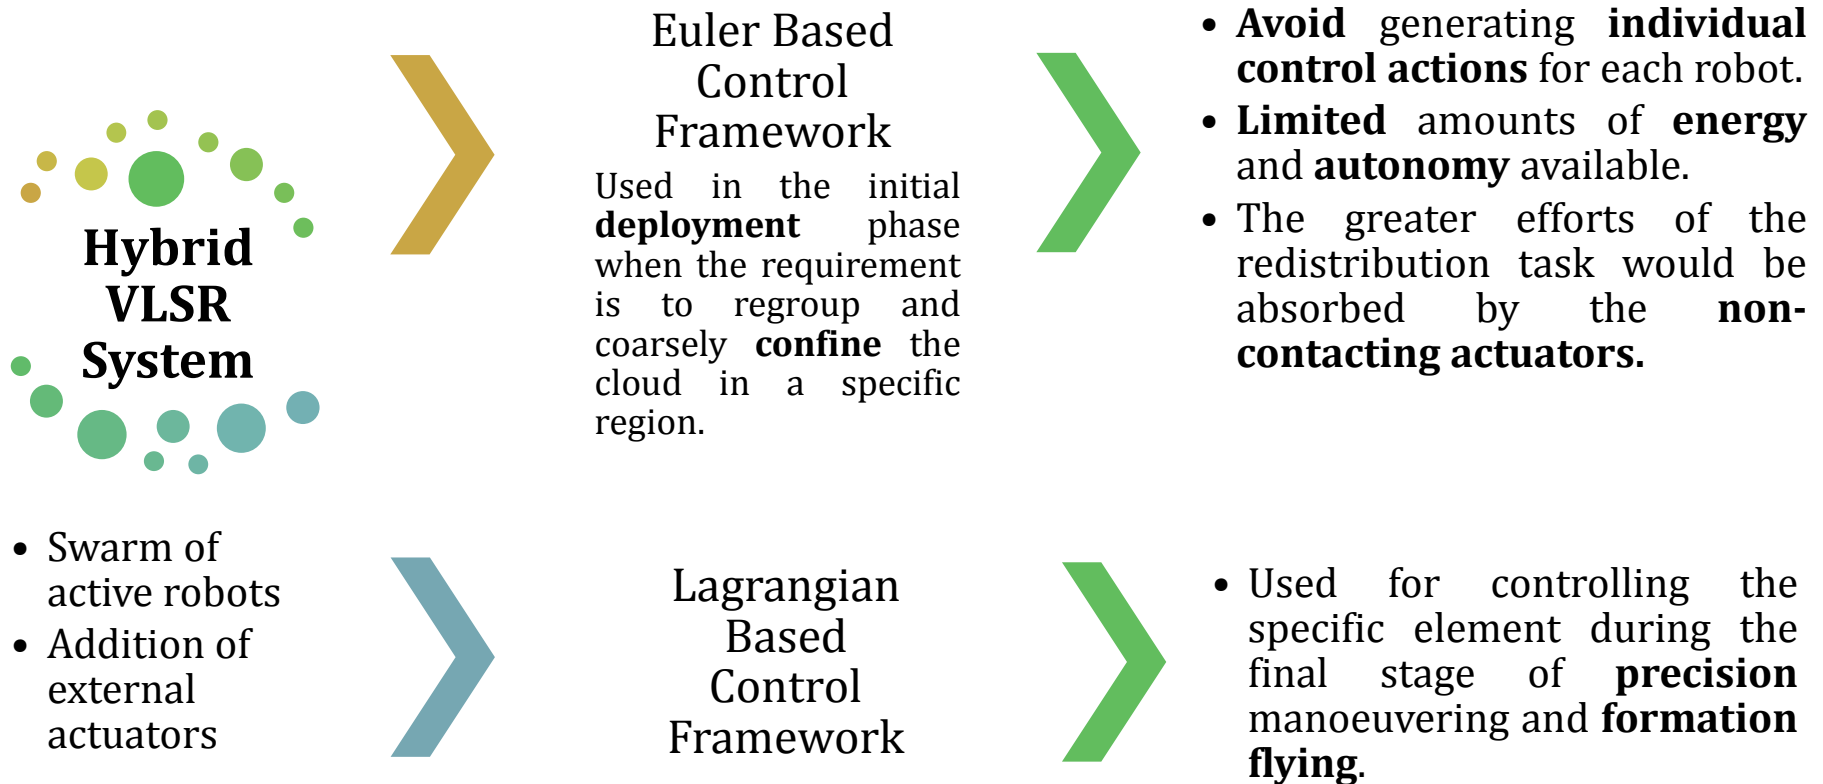 Hybrid
VLSR
System
• Swarm of
active robots
• Addition of
external
actuators
Euler Based
Control
Framework
Used in the initial
deployment phase
when the requirement
is to regroup and
coarsely confine the
cloud in a specific
region.
• Avoid generating individual
control actions for each robot.
• Limited amounts of energy
and autonomy available.
• The greater efforts of the
redistribution task would be
absorbed by the non-
contacting actuators.
Lagrangian
Based
Control
Framework
• Used for controlling the
specific element during the
final stage of precision
manoeuvering and formation
flying.